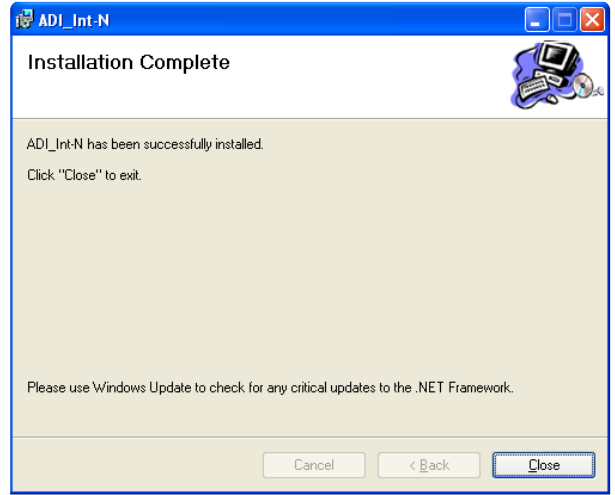 ADI_Int-N
Installation Complete
ADI_Int-N has been successfully installed.
Click "Close" to exit.
Please use Windows Update to check for any critical updates to the .NET Framework.
Cancel < Back Close